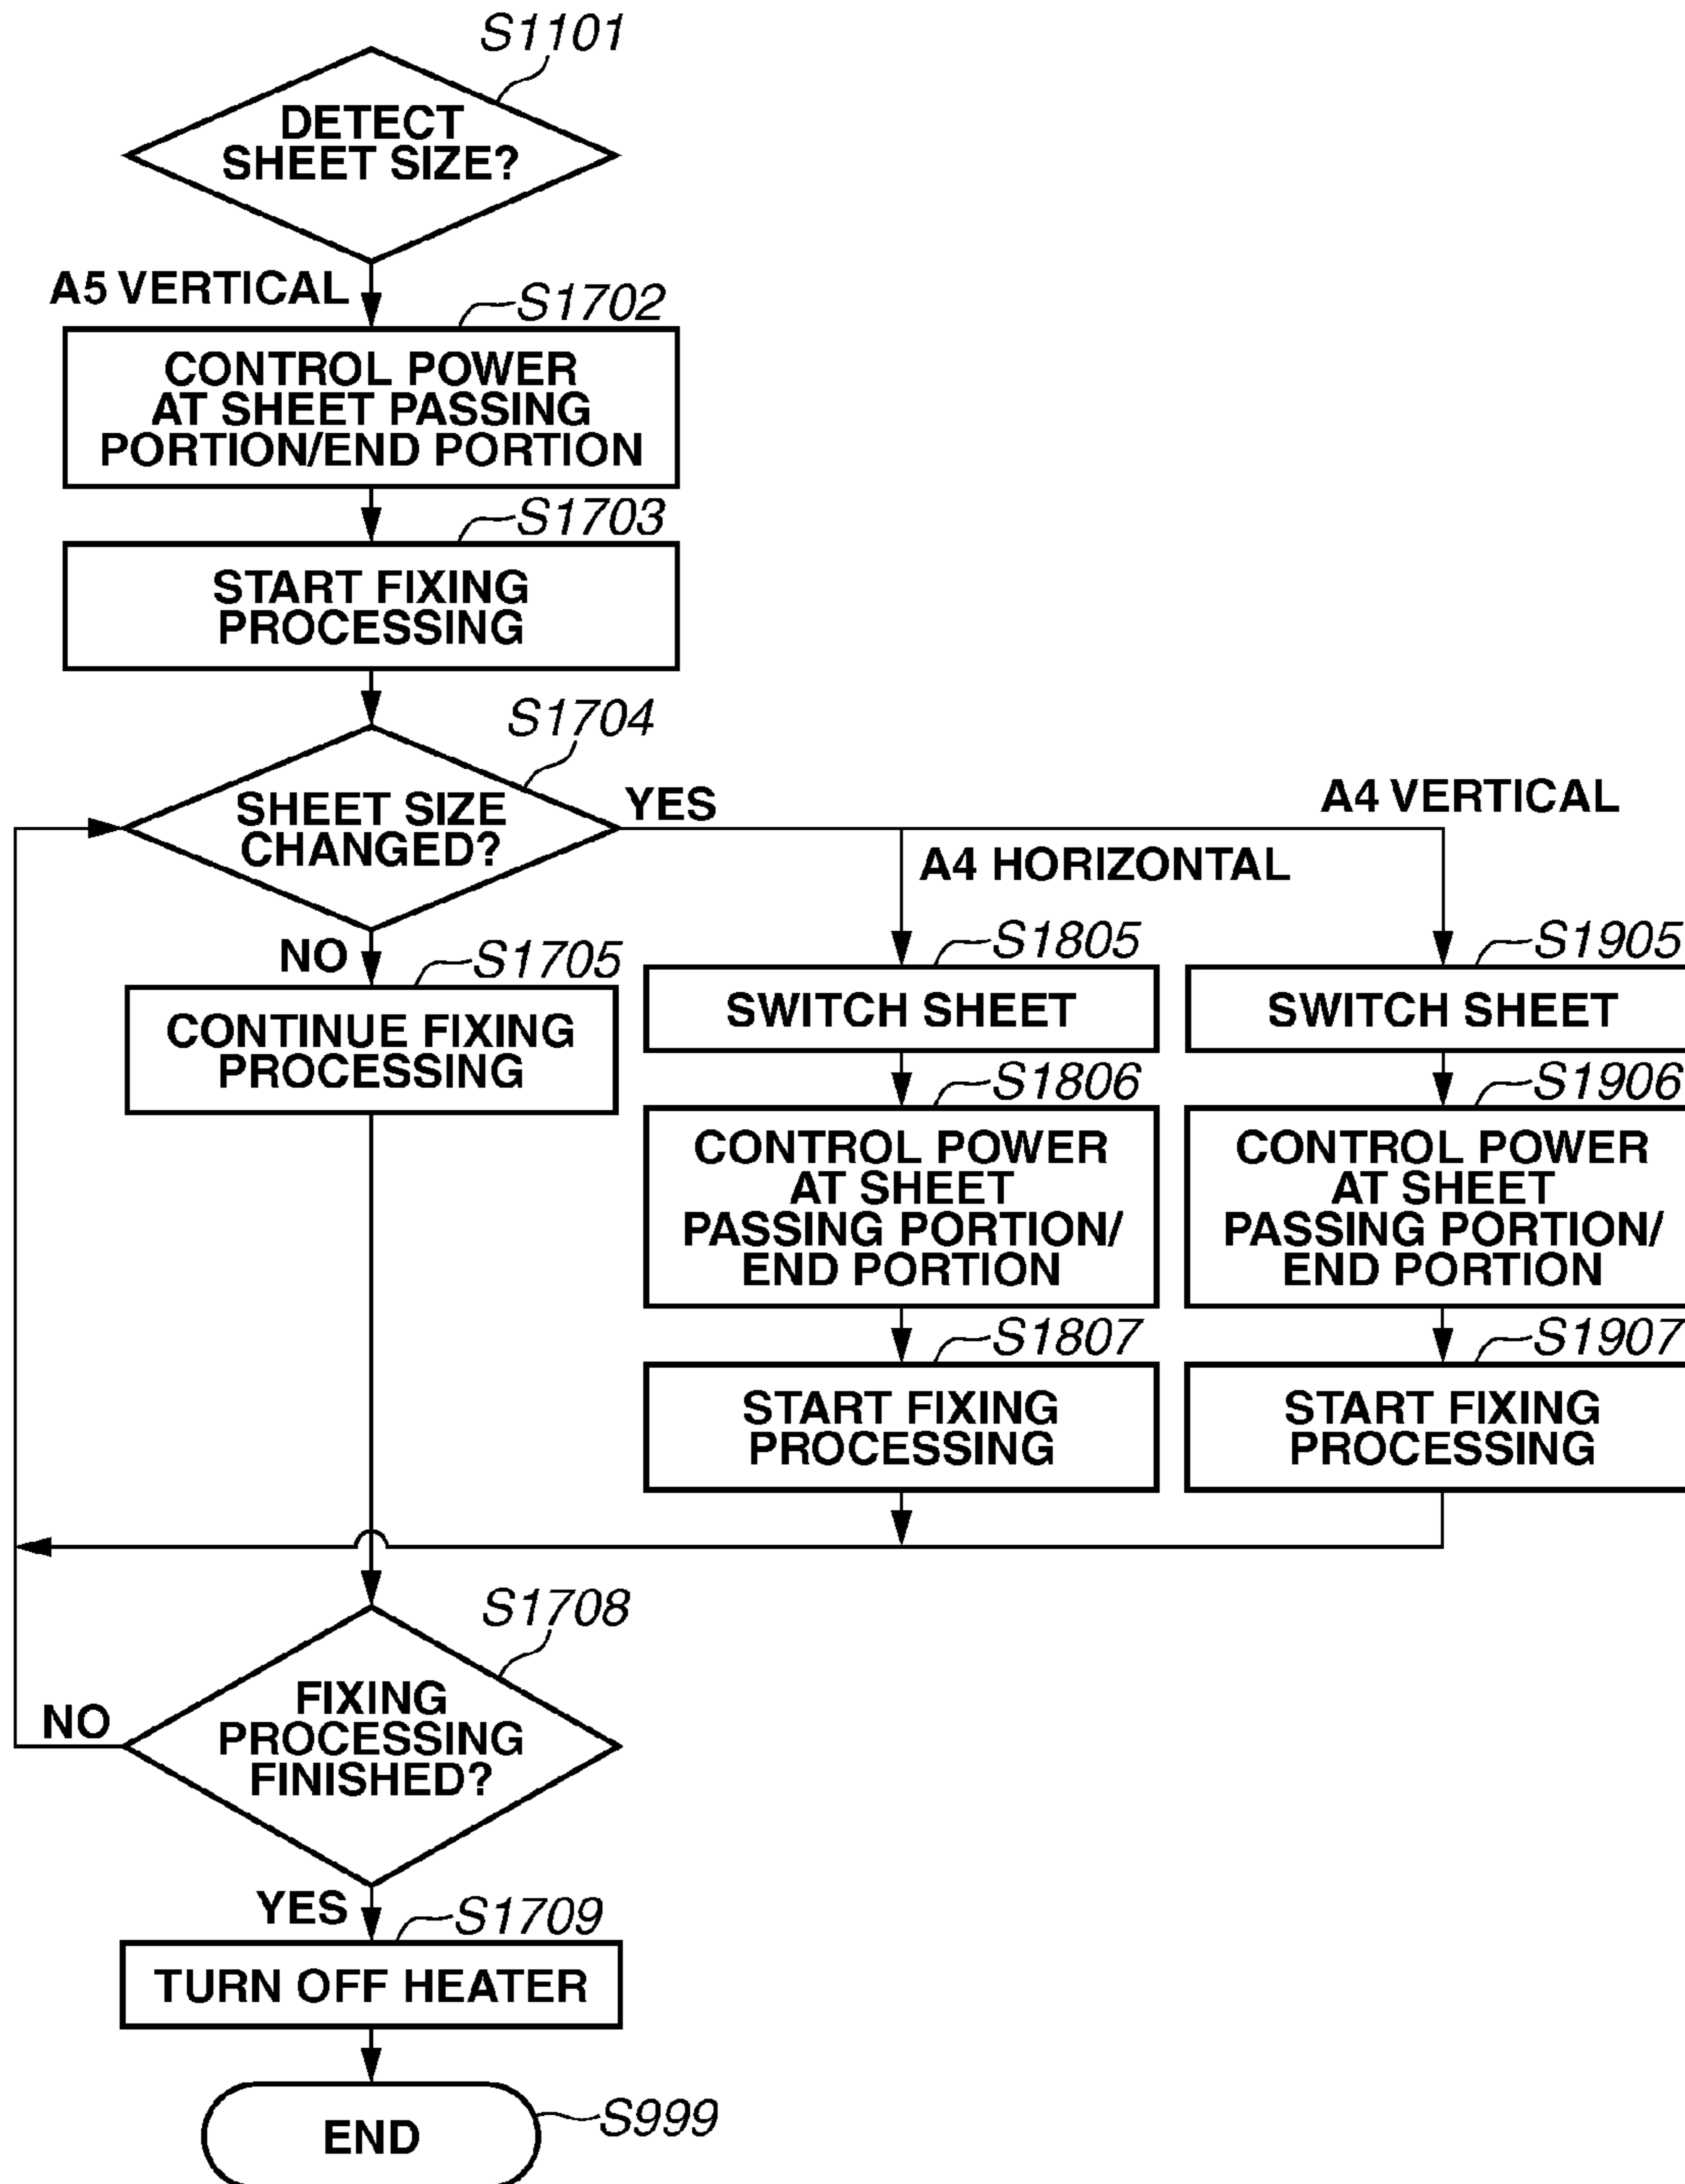 S1101
DETECT
SHEET SIZE?
A5 VERTICAL
S1702
CONTROL POWER
AT SHEET PASSING
PORTION/END PORTION
S1703
START FIXING
PROCESSING
S1704
SHEET SIZE
CHANGED?
YES
A4 VERTICAL
A4 HORIZONTAL
NO
S1705
CONTINUE FIXING
PROCESSING
S1805
SWITCH SHEET
S1806
CONTROL POWER
AT SHEET
PASSING PORTION/
END PORTION
S1807
START FIXING
PROCESSING
S1905
SWITCH SHEET
S1906
CONTROL POWER
AT SHEET
PASSING PORTION/
END PORTION
S1907
START FIXING
PROCESSING
S1708
FIXING
PROCESSING
FINISHED?
NO
YES
S1709
TURN OFF HEATER
END
S999